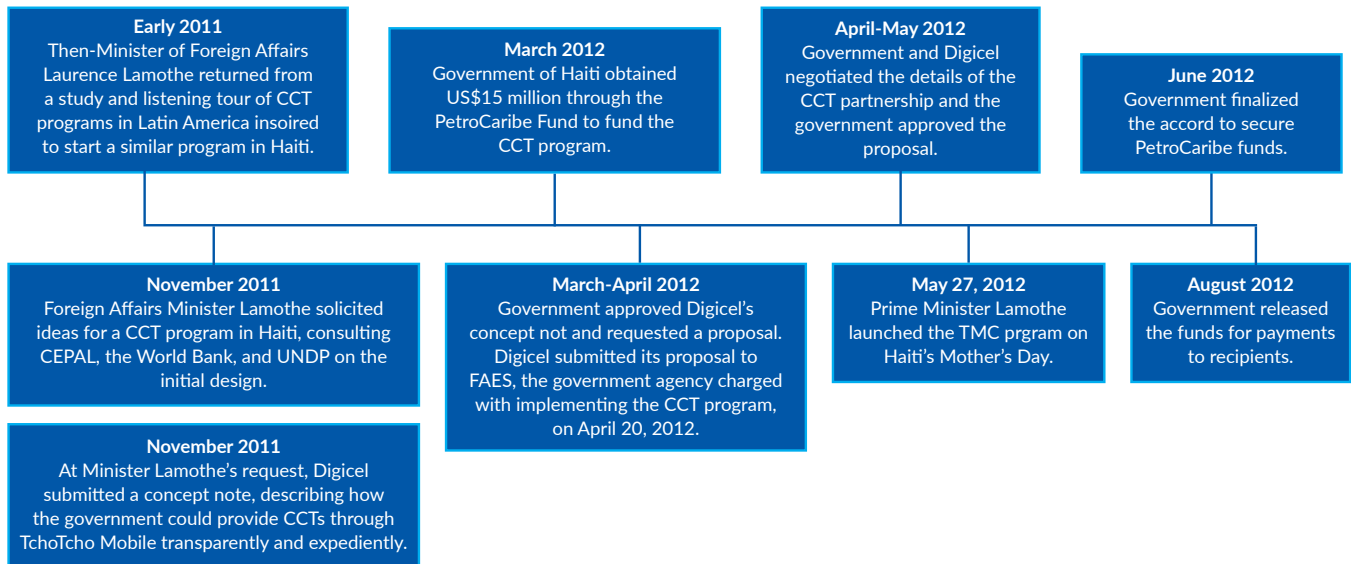 Early 2011
Then-Minister of Foreign Affairs
Laurence Lamothe returned from
a study and listening tour of CCT
programs in Latin America insoired
to start a similar program in Haiti.
March 2012
Government of Haiti obtained
US$15 million through the
PetroCaribe Fund to fund the
CCT program.
April-May 2012
Government and Digicel
negotiated the details of the
CCT partnership and the
government approved the
proposal.
June 2012
Government finalized
the accord to secure
PetroCaribe funds.
November 2011
Foreign Affairs Minister Lamothe solicited
ideas for a CCT program in Haiti, consulting
CEPAL, the World Bank, and UNDP on the
initial design.
November 2011
At Minister Lamothe's request, Digicel
submitted a concept note, describing how
the government could provide CCTs through
TchoTcho Mobile transparently and expediently.
March-April 2012
Government approved Digicel's
concept not and requested a proposal.
Digicel submitted its proposal to
FAES, the government agency charged
with implementing the CCT program,
on April 20, 2012.
May 27, 2012
Prime Minister Lamothe
launched the TMC prgram on
Haiti's Mother's Day.
August 2012
Government released
the funds for payments
to recipients.